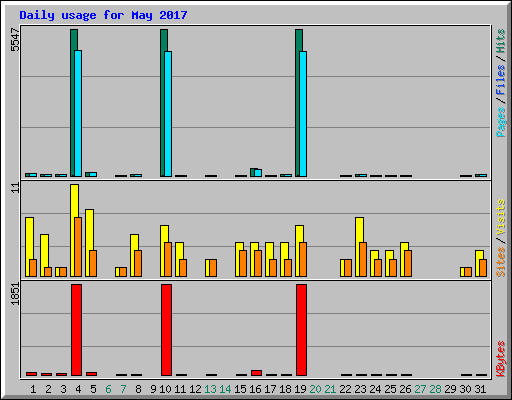 Daily usage for May 2017
5547
Pages / Files / Hits
11
Sites / Visits
1851
KBytes
1 2 3 4 5 6 7 8 9 10 11 12 13 14 15 16 17 18 19 20 21 22 23 24 25 26 27 28 29 30 31